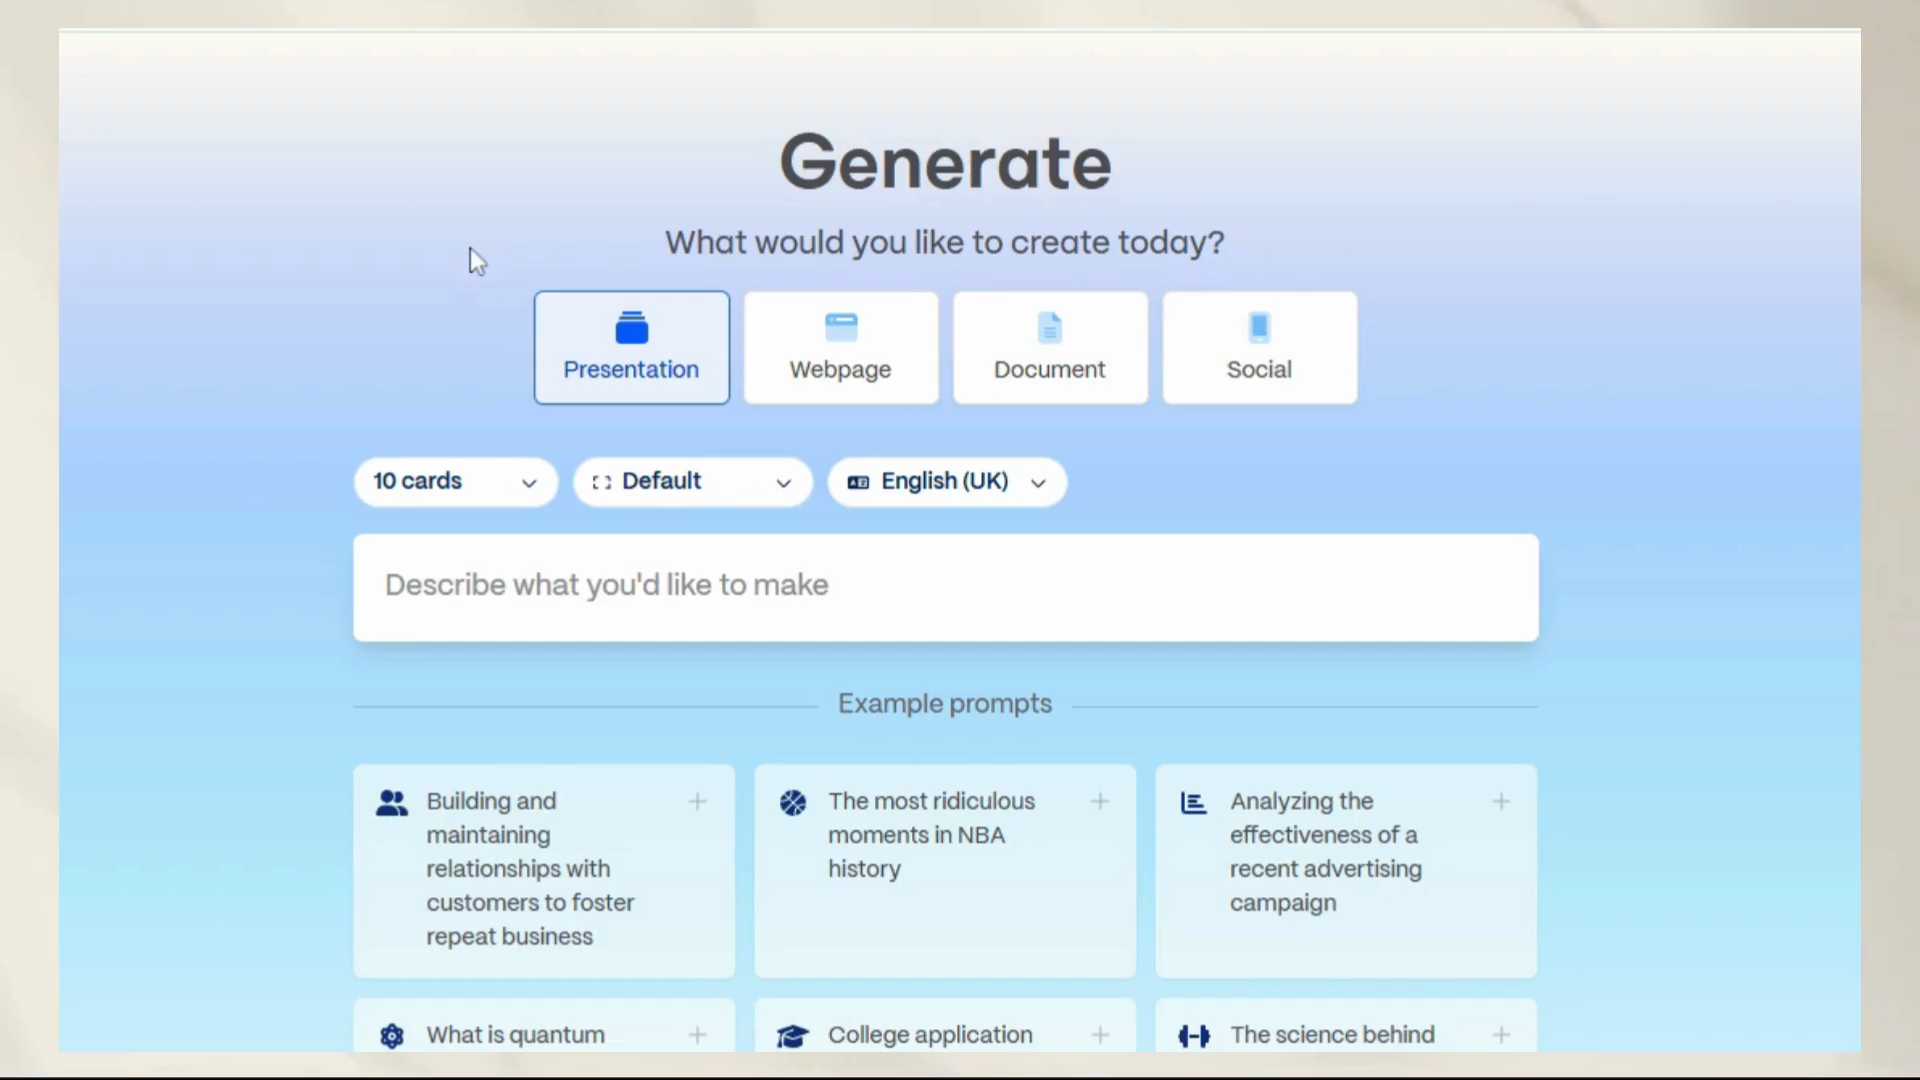 Generate
What would you like to create today?
Presentation
Webpage
Document
Social
10 cards
Default
English (UK)
Describe what you'd like to make
Example prompts
Building and
maintaining
relationships with
customers to foster
repeat business
The most ridiculous
moments in NBA
history
Analyzing the
effectiveness of a
recent advertising
campaign
What is quantum
College application
The science behind